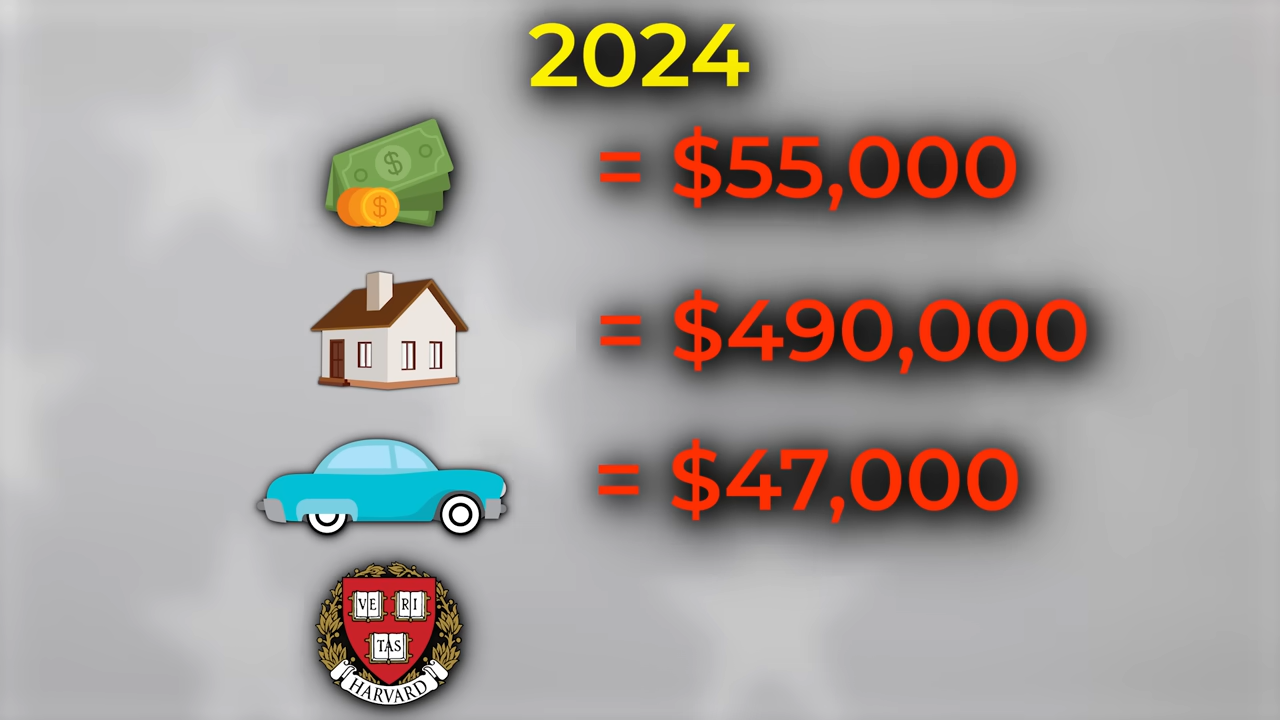 2024
= $55,000
= $490,000
= $47,000
VE RI
TAS
HARVARD